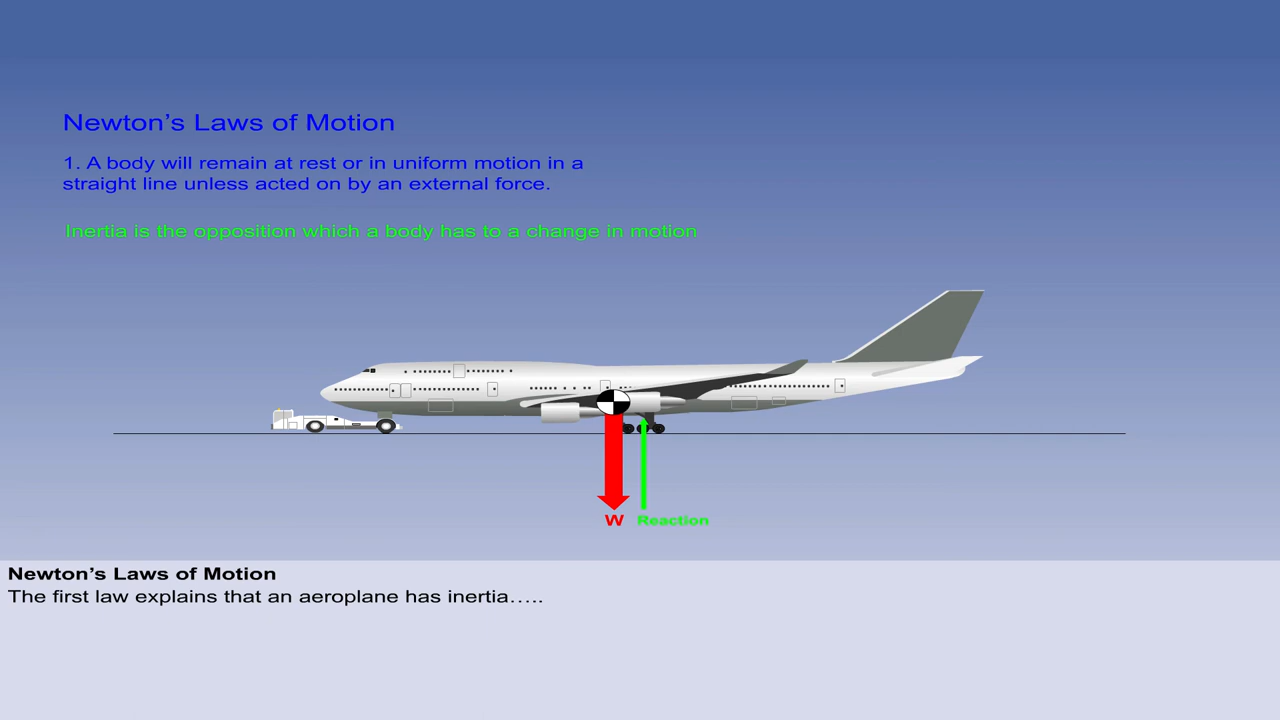 Newton's Laws of Motion
1. A body will remain at rest or in uniform motion in a
straight line unless acted on by an external force.
Inertia is the opposition which a body has to a change in motion
W
Reaction
Newton's Laws of Motion
The first law explains that an aeroplane has inertia.....